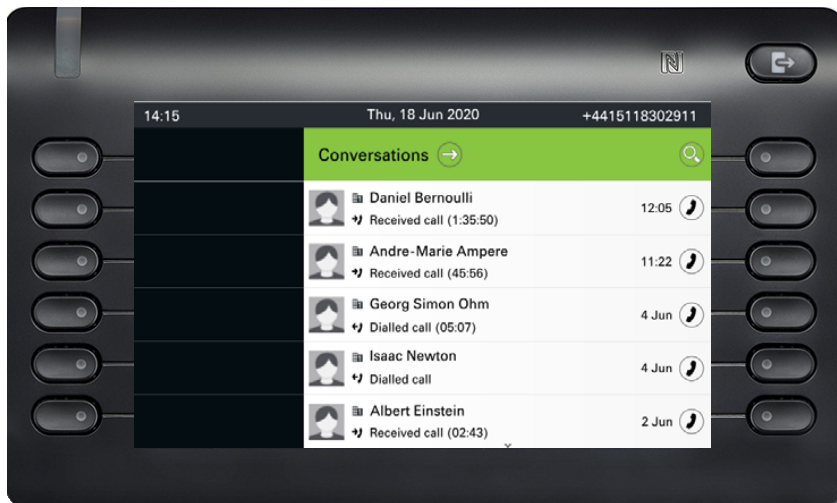 14:15 Thu, 18 Jun 2020 +4415118302911
Conversations
Daniel Bernoulli
Received call (1:35:50) 12:05
Andre-Marie Ampere
Received call (45:56) 11:22
Georg Simon Ohm
Dialled call (05:07) 4 Jun
Isaac Newton
Dialled call 4 Jun
Albert Einstein
Received call (02:43) 2 Jun